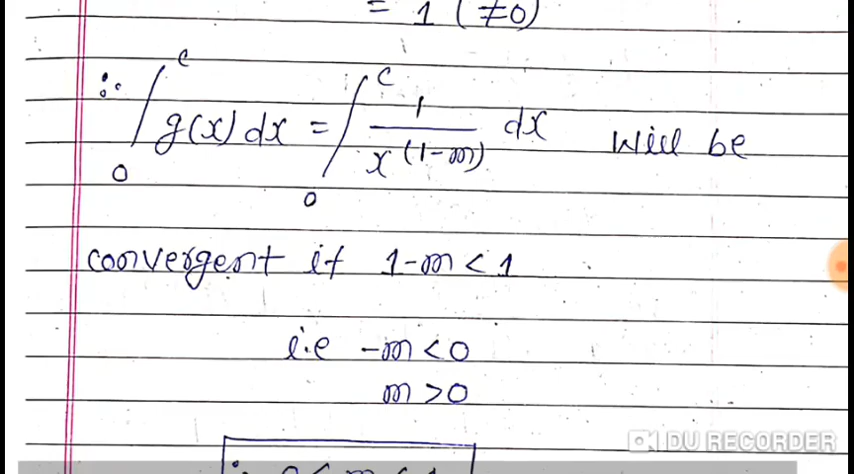 = 1 (≠0)
∴ ∫₀ᶜ g(x) dx = ∫₀ᶜ 1/x^(1-m) dx will be
convergent if 1-m < 1
i.e -m < 0
m > 0
DU RECORDER